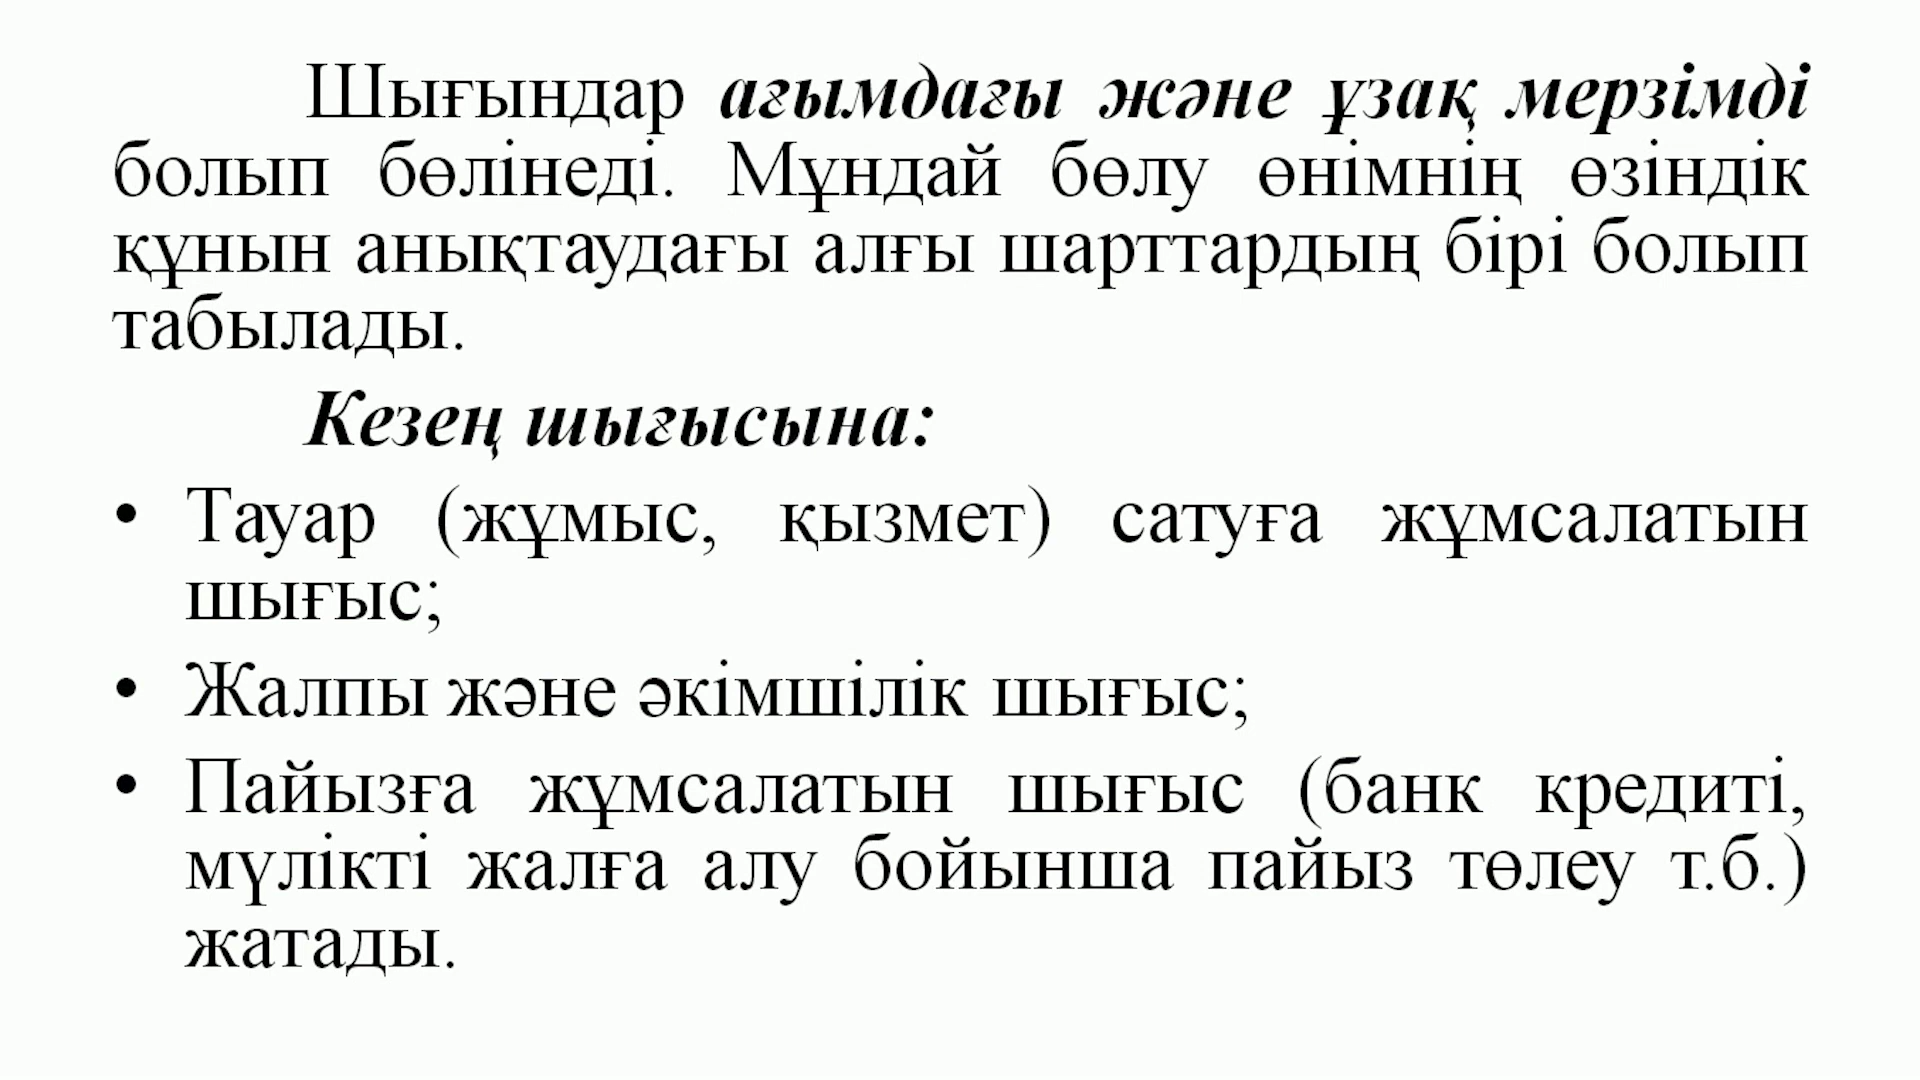 Шығындар ағымдағы және ұзақ мерзімді
болып бөлінеді. Мұндай бөлу өнімнің өзіндік
құнын анықтаудағы алғы шарттардың бірі болып
табылады.
Кезең шығысына:
• Тауар (жұмыс, қызмет) сатуға жұмсалатын
шығыс;
• Жалпы және әкімшілік шығыс;
• Пайызға жұмсалатын шығыс (банк кредиті,
мүлікті жалға алу бойынша пайыз төлеу т.б.)
жатады.